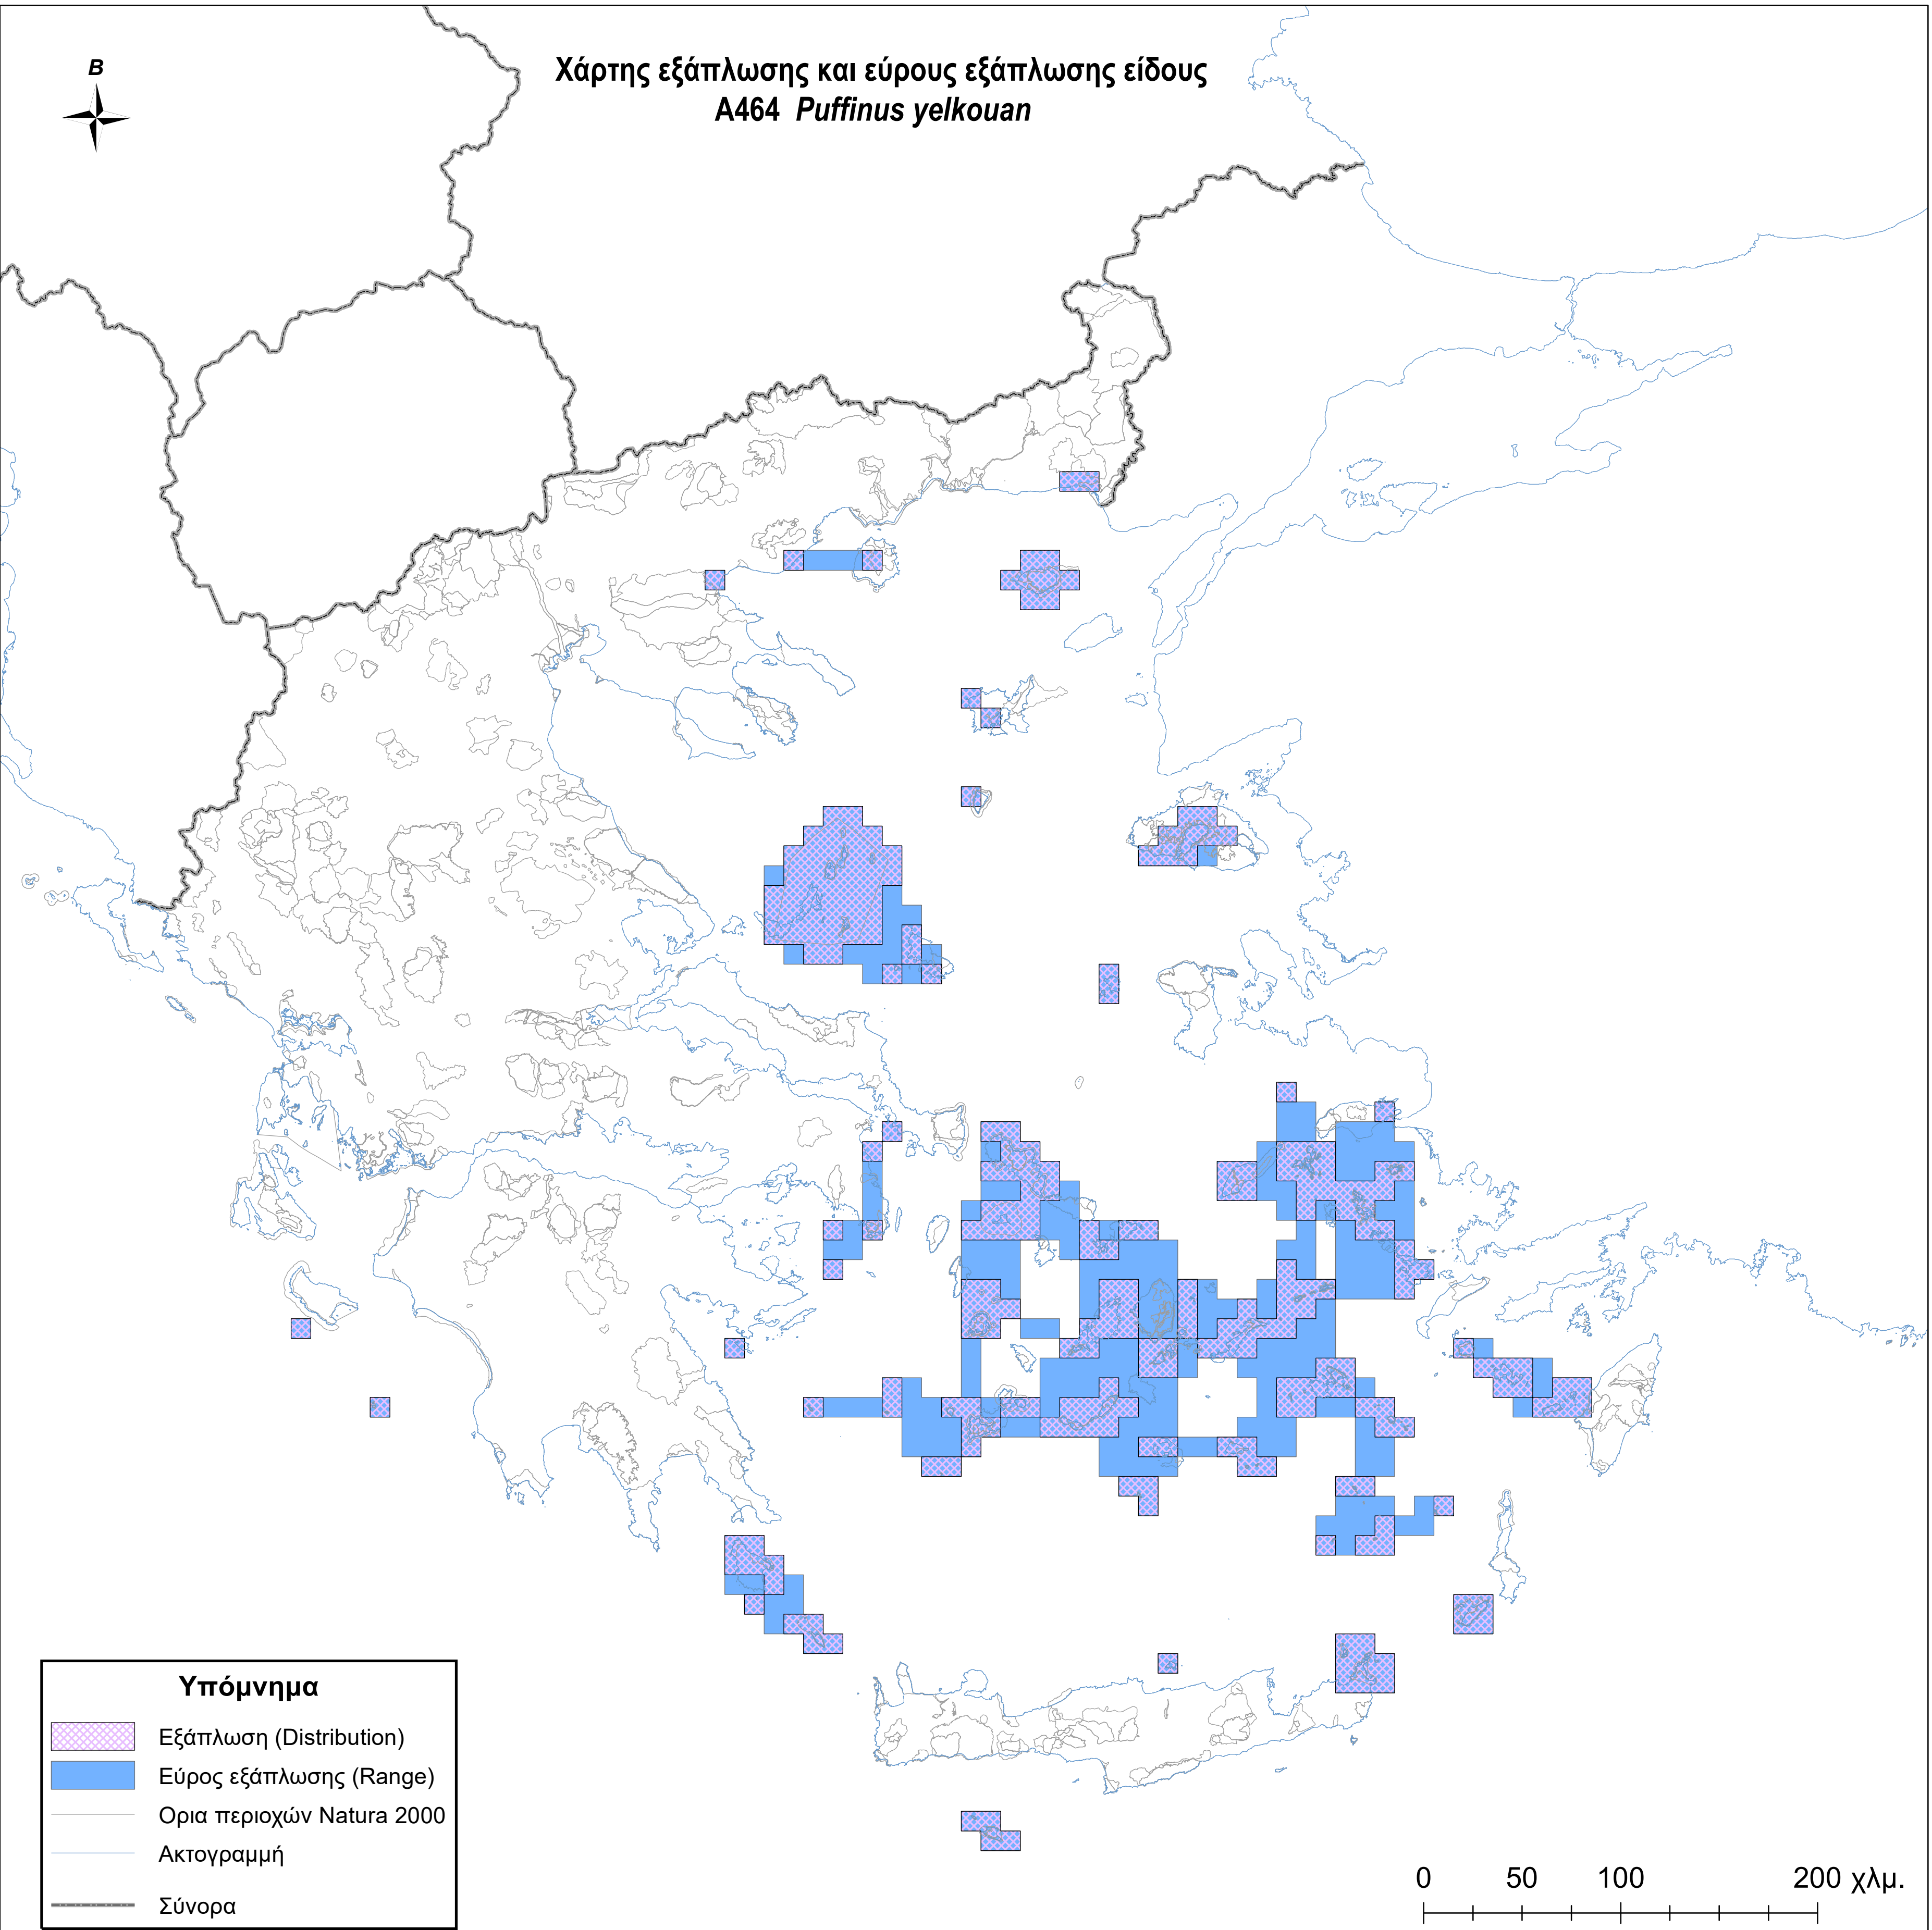 Χάρτης εξάπλωσης και εύρους εξάπλωσης είδους
A464 Puffinus yelkouan
B
Υπόμνημα
Εξάπλωση (Distribution)
Εύρος εξάπλωσης (Range)
Ορια περιοχών Natura 2000
Ακτογραμμή
Σύνορα
0 50 100 200 χλμ.